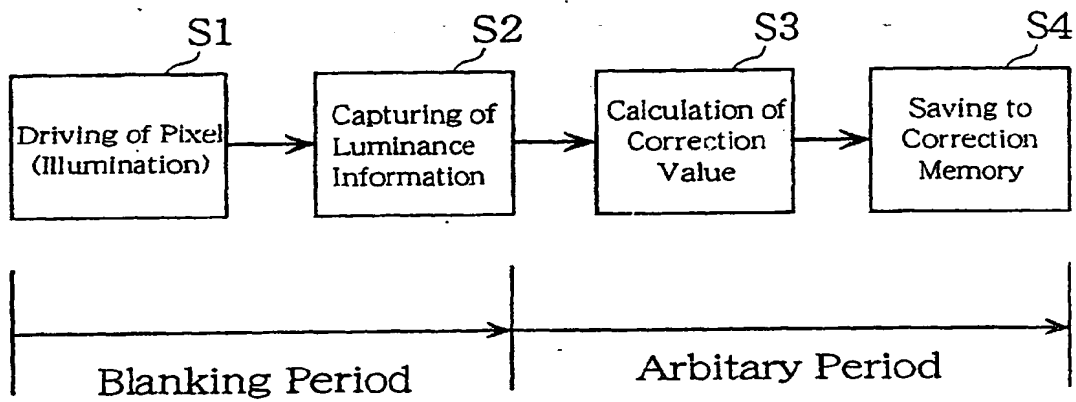 S1
S2
S3
S4
Driving of Pixel
(Illumination)
Capturing of
Luminance
Information
Calculation of
Correction
Value
Saving to
Correction
Memory
Blanking Period
Arbitary Period